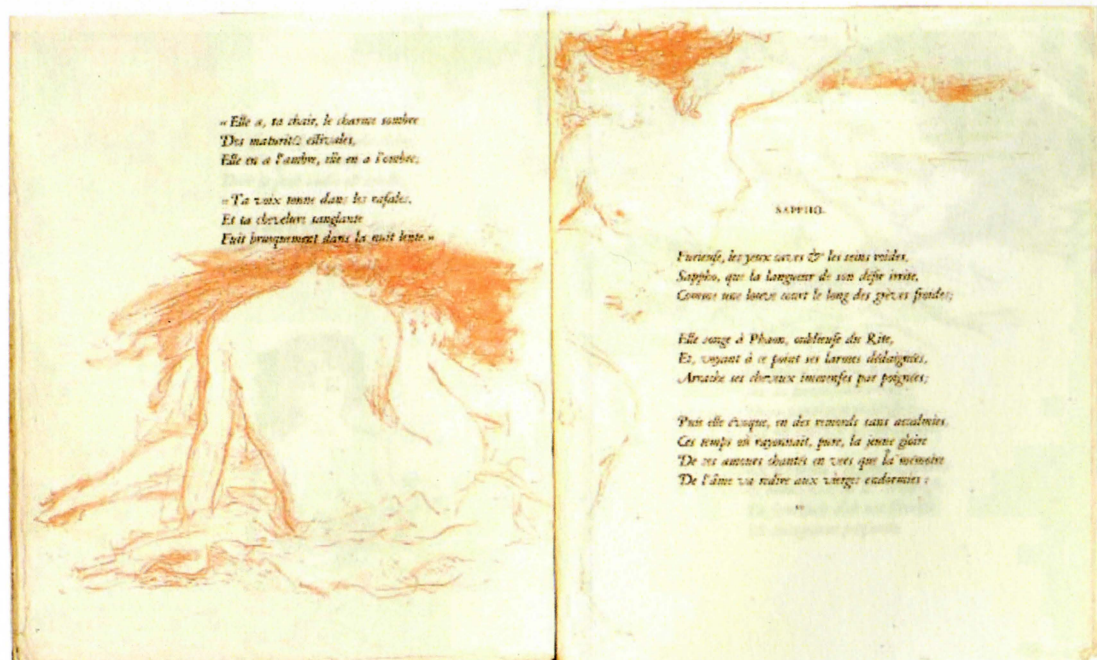 « Elle a, ta chair, le charme sombre
Des maturités estivales,
Elle en a l'ambre, elle en a l'ombre;
« Ta voix tonne dans les rafales,
Et ta chevelure sanglante
Fuit brusquement dans la nuit lente. »
SAPPHO.
Furieuse, les yeux caves & les seins roides,
Sappho, que la langueur de son désir irrite,
Comme une louve court le long des grèves froides;
Elle songe à Phaon, oublieuse du Rite,
Et, voyant à ce point ses larmes dédaignées,
Arrache ses cheveux immenses par poignées;
Puis elle évoque, en des remords sans accalmies,
Ces temps où rayonnait, pure, la jeune gloire
De ses amours chantés en vers que la mémoire
De l'âme va redire aux vierges endormies :